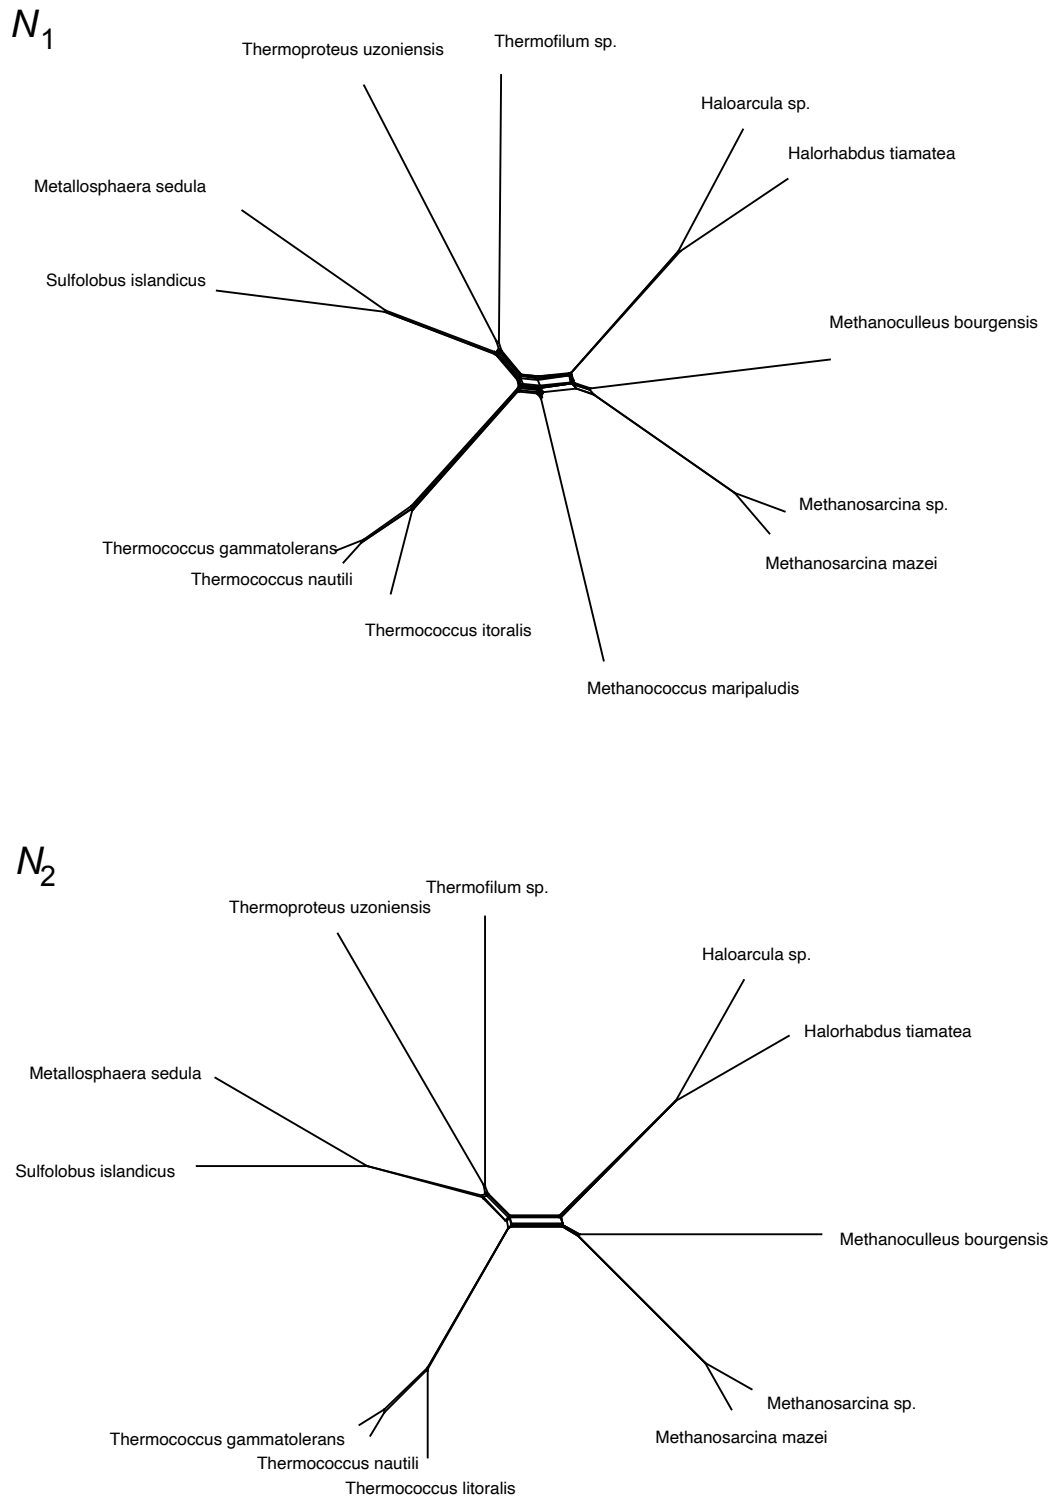 N1
Thermoproteus uzoniensis
Thermofilum sp.
Haloarcula sp.
Halorhabdus tiamatea
Metallosphaera sedula
Sulfolobus islandicus
Methanoculleus bourgensis
Methanosarcina sp.
Thermococcus gammatolerans
Methanosarcina mazei
Thermococcus nautili
Thermococcus itoralis
Methanococcus maripaludis
N2
Thermofilum sp.
Thermoproteus uzoniensis
Haloarcula sp.
Halorhabdus tiamatea
Metallosphaera sedula
Sulfolobus islandicus
Methanoculleus bourgensis
Methanosarcina sp.
Thermococcus gammatolerans
Methanosarcina mazei
Thermococcus nautili
Thermococcus litoralis